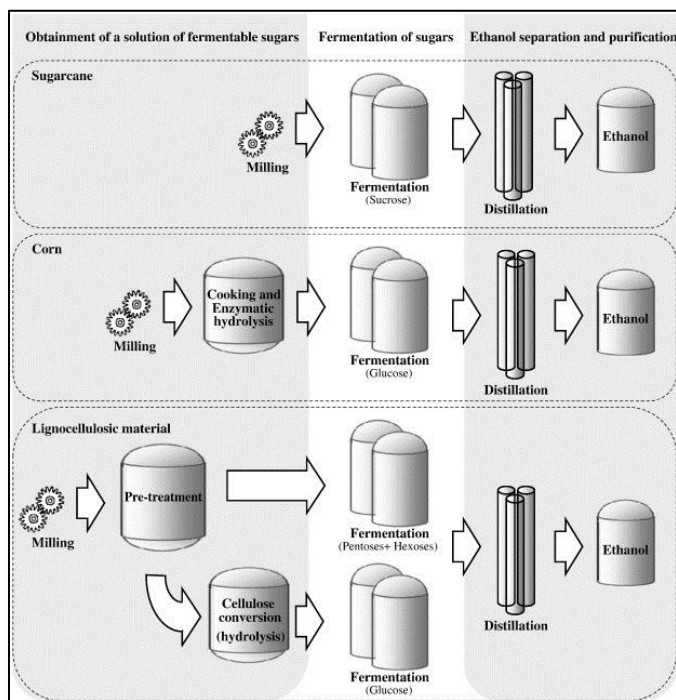 Obtainment of a solution of fermentable sugars
Fermentation of sugars
Ethanol separation and purification
Sugarcane
Milling
Fermentation
(Sucrose)
Distillation
Ethanol
Corn
Milling
Cooking and
Enzymatic
hydrolysis
Fermentation
(Glucose)
Distillation
Ethanol
Lignocellulosic material
Milling
Pre-treatment
Fermentation
(Pentoses+ Hexoses)
Cellulose
conversion
(hydrolysis)
Fermentation
(Glucose)
Distillation
Ethanol